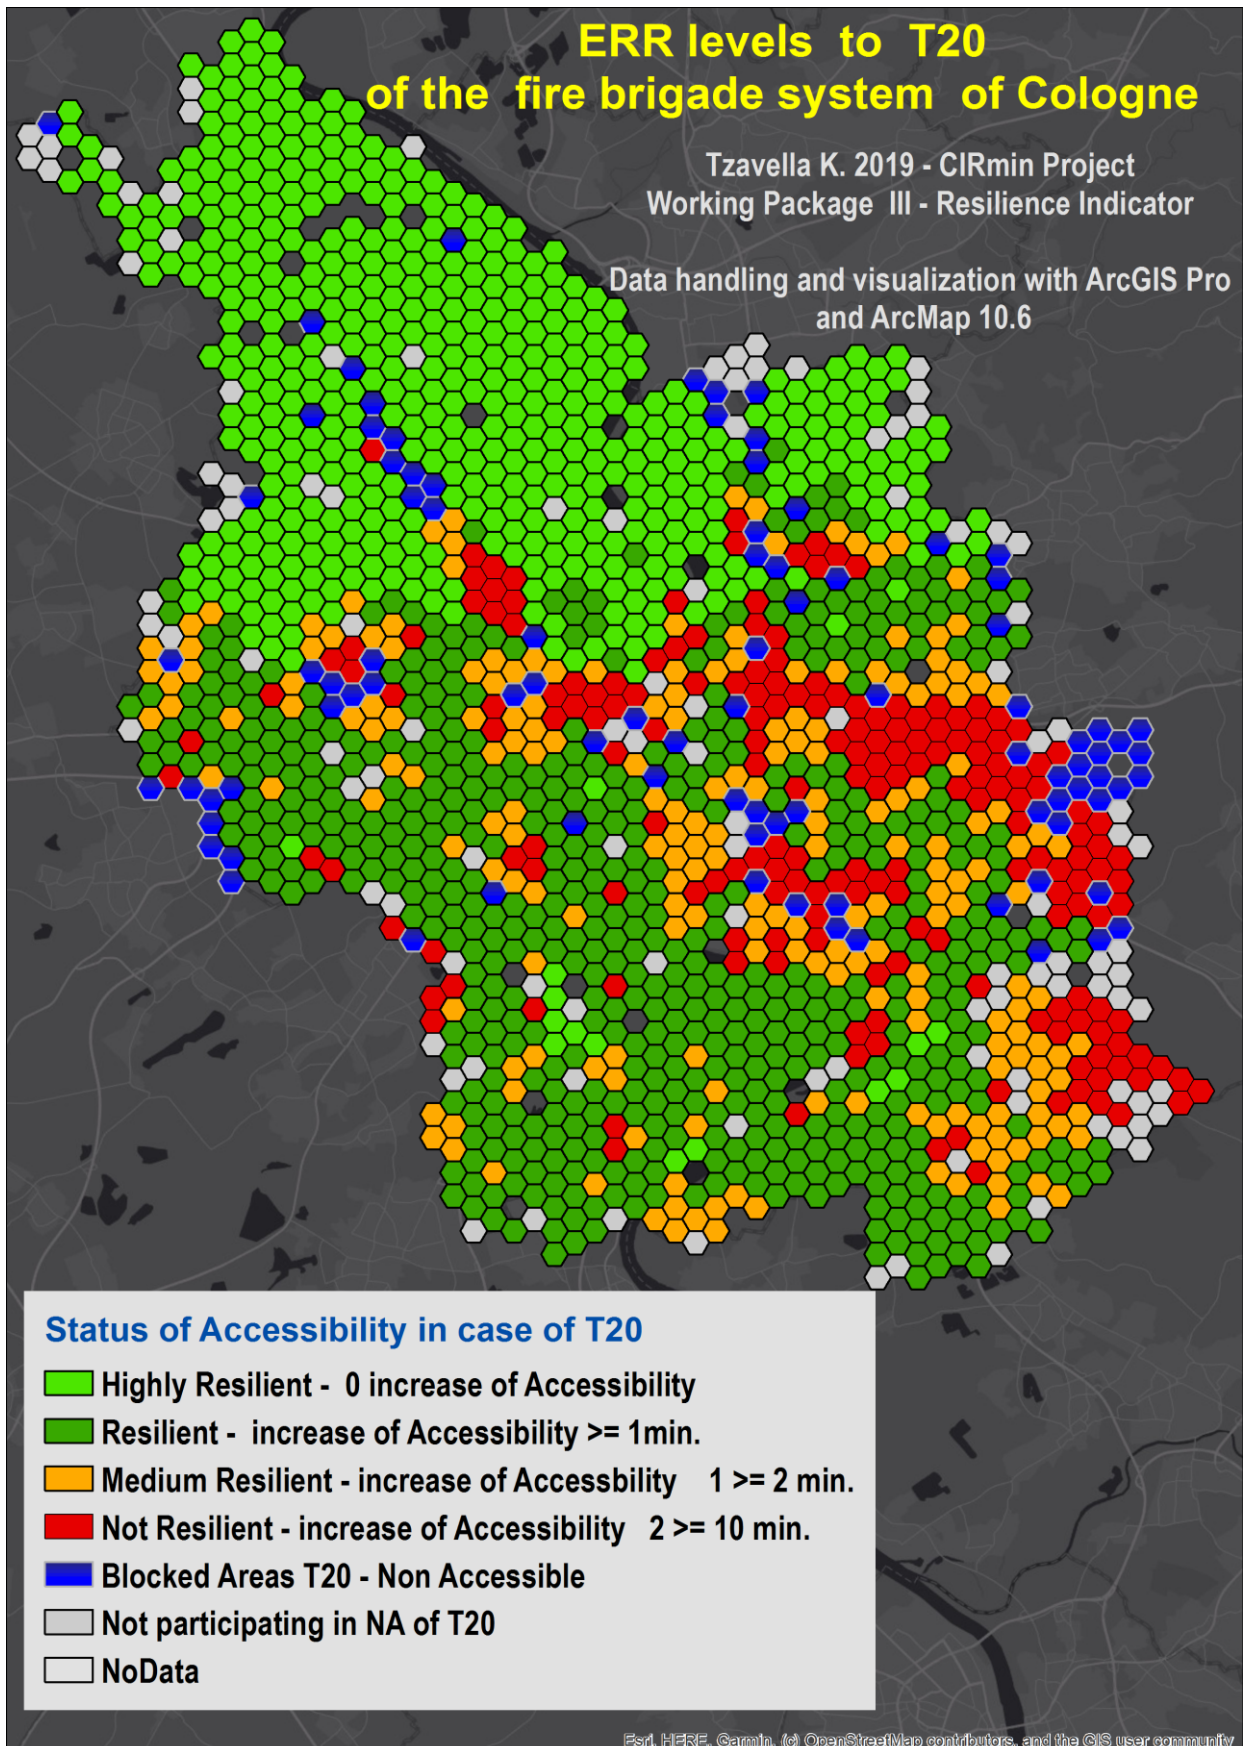 ERR levels to T20
of the fire brigade system of Cologne
Tzavella K. 2019 - CIRmin Project
Working Package III - Resilience Indicator
Data handling and visualization with ArcGIS Pro
and ArcMap 10.6
Status of Accessibility in case of T20
Highly Resilient - 0 increase of Accessibility
Resilient - increase of Accessibility >= 1min.
Medium Resilient - increase of Accessbility 1 >= 2 min.
Not Resilient - increase of Accessibility 2 >= 10 min.
Blocked Areas T20 - Non Accessible
Not participating in NA of T20
NoData
Esri, HERE, Garmin, (c) OpenStreetMap contributors, and the GIS user community